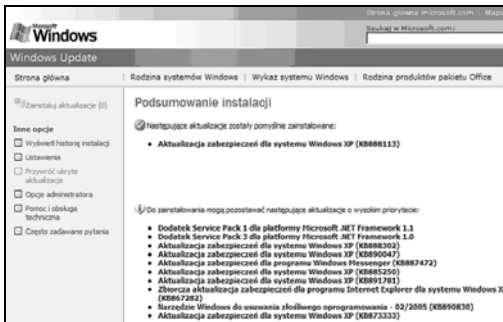 Strona główna microsoft.com | Mapa
Szukaj w Microsoft.com:
Microsoft
Windows
Windows Update
Strona główna | Rodzina systemów Windows | Wykaz systemu Windows | Rodzina produktów pakietu Office
Zainstaluj aktualizacje (0)
Inne opcje
Wyświetl historię instalacji
Ustawienia
Przywróć ukryte
aktualizacje
Opcje administratora
Pomoc i obsługa
techniczna
Często zadawane pytania
Podsumowanie instalacji
Następujące aktualizacje zostały pomyślnie zainstalowane:
• Aktualizacja zabezpieczeń dla systemu Windows XP (KB888113)
Do zainstalowania mogą pozostawać następujące aktualizacje o wysokim priorytecie:
• Dodatek Service Pack 1 dla platformy Microsoft .NET Framework 1.1
• Dodatek Service Pack 3 dla platformy Microsoft .NET Framework 1.0
• Aktualizacja zabezpieczeń dla systemu Windows XP (KB888302)
• Aktualizacja zabezpieczeń dla systemu Windows XP (KB890047)
• Aktualizacja zabezpieczeń dla programu Windows Messenger (KB887472)
• Aktualizacja zabezpieczeń dla systemu Windows XP (KB885250)
• Aktualizacja zabezpieczeń dla systemu Windows XP (KB891781)
• Zbiorcza aktualizacja zabezpieczeń dla programu Internet Explorer dla systemu Windows X
(KB867282)
• Narzędzie Windows do usuwania złośliwego oprogramowania - 02/2005 (KB890830)
• Aktualizacja zabezpieczeń dla systemu Windows XP (KB873333)